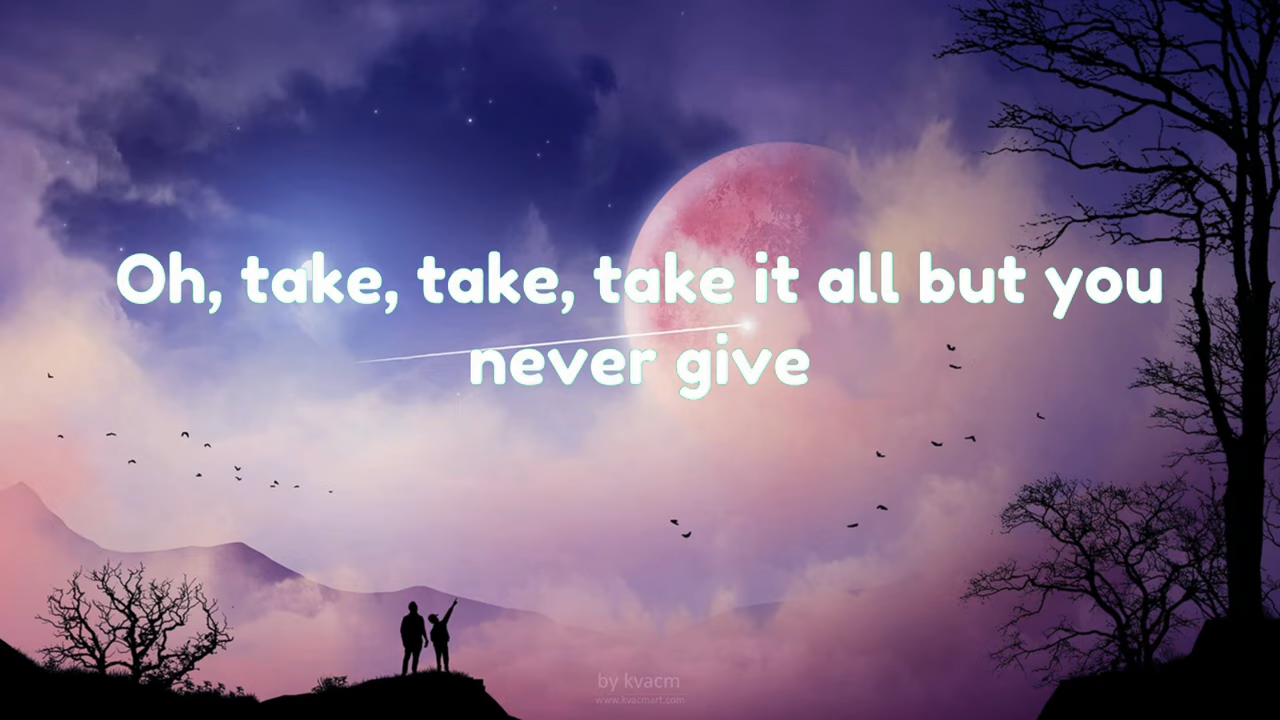 Oh, take, take, take it all but you
never give
by kvacm
www.kvacmart.com